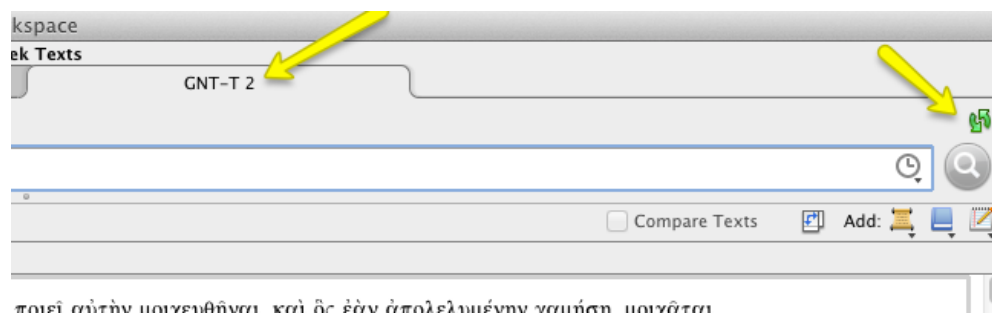 kspace
ek Texts
GNT-T 2
Compare Texts Add:
ποιεῖ αὐτὴν μοιχευθῆναι, καὶ ὃς ἐὰν ἀπολελυμένην γαμήσῃ, μοιχᾶται.